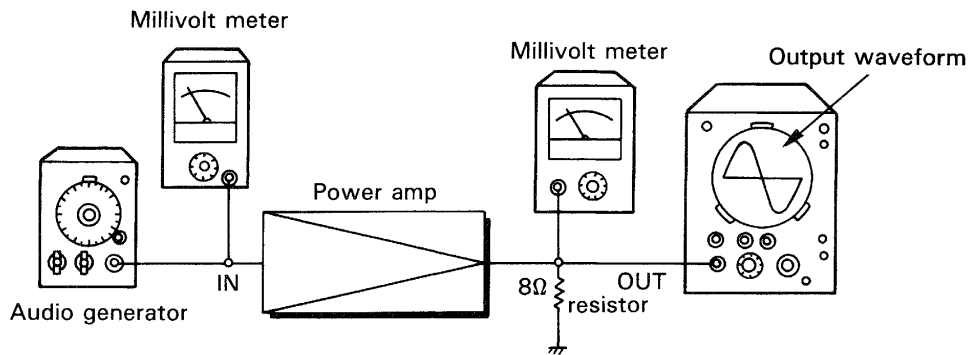 Millivolt meter
Millivolt meter
Output waveform
Power amp
IN
8Ω
resistor
OUT
Audio generator